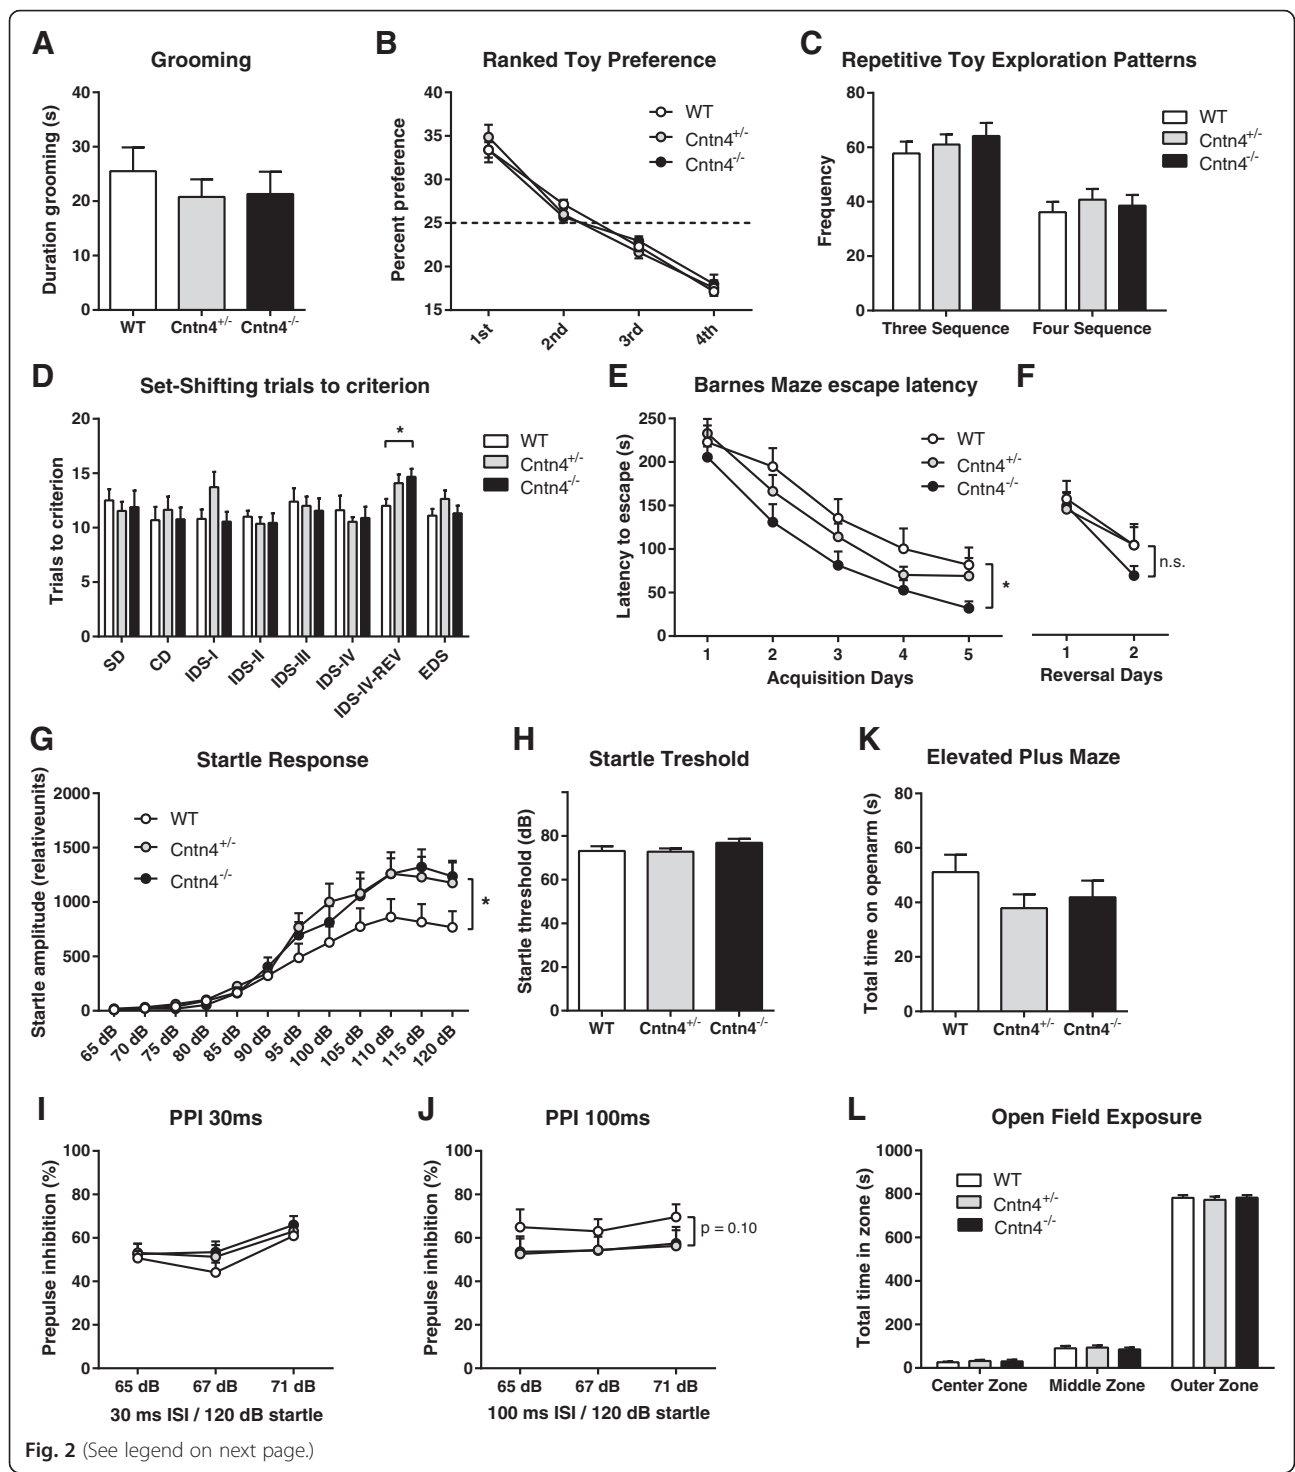 A
Grooming
Duration grooming (s)
40
30
20
10
0
WT Cntn4+/- Cntn4-/-
B
Ranked Toy Preference
Percent preference
40
35
30
25
20
15
WT
Cntn4+/-
Cntn4-/-
1st 2nd 3rd 4th
C
Repetitive Toy Exploration Patterns
Frequency
80
60
40
20
0
WT
Cntn4+/-
Cntn4-/-
Three Sequence Four Sequence
D
Set-Shifting trials to criterion
Trials to criterion
20
15
10
5
0
*
WT
Cntn4+/-
Cntn4-/-
SD CD IDS-I IDS-II IDS-III IDS-IV IDS-IV-REV EDS
E
Barnes Maze escape latency
Latency to escape (s)
250
200
150
100
50
0
WT
Cntn4+/-
Cntn4-/-
*
1 2 3 4 5
Acquisition Days
F
n.s.
1 2
Reversal Days
G
Startle Response
Startle amplitude (relativeunits)
2000
1500
1000
500
0
WT
Cntn4+/-
Cntn4-/-
*
65 dB 70 dB 75 dB 80 dB 85 dB 90 dB 95 dB 100 dB 105 dB 110 dB 115 dB 120 dB
H
Startle Treshold
Startle threshold (dB)
80
60
40
20
0
WT Cntn4+/- Cntn4-/-
K
Elevated Plus Maze
Total time on openarm (s)
80
60
40
20
0
WT Cntn4+/- Cntn4-/-
I
PPI 30ms
Prepulse inhibition (%)
100
80
60
40
20
0
65 dB 67 dB 71 dB
30 ms ISI / 120 dB startle
J
PPI 100ms
Prepulse inhibition (%)
100
80
60
40
20
0
p = 0.10
65 dB 67 dB 71 dB
100 ms ISI / 120 dB startle
L
Open Field Exposure
Total time in zone (s)
1000
800
600
400
200
0
WT
Cntn4+/-
Cntn4-/-
Center Zone Middle Zone Outer Zone
Fig. 2 (See legend on next page.)